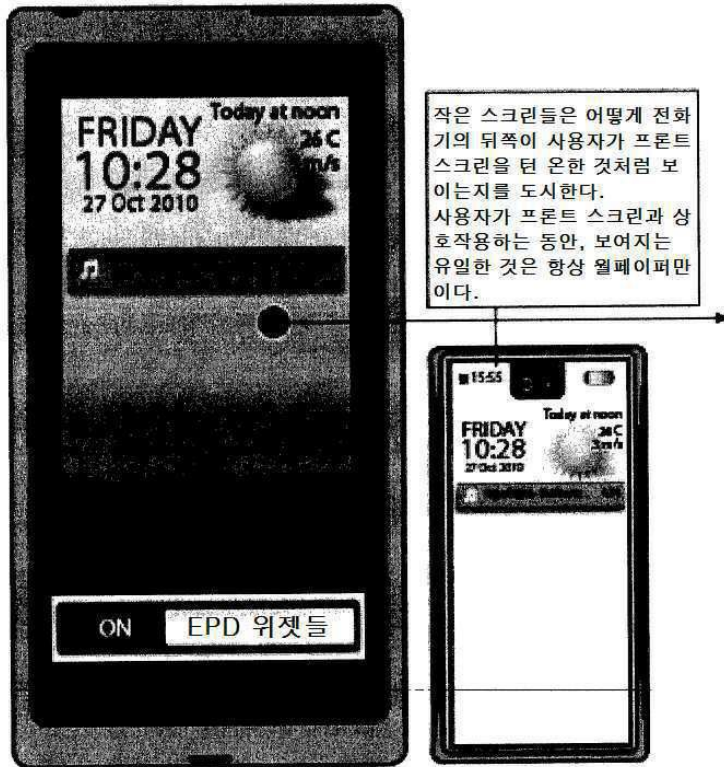 FRIDAY
10:28
27 Oct 2010
Today at noon
26 C
m/s
ON
EPD 위젯들
작은 스크린들은 어떻게 전화
기의 뒤쪽이 사용자가 프론트
스크린을 턴 온한 것처럼 보
이는지를 도시한다.
사용자가 프론트 스크린과 상
호작용하는 동안, 보여지는
유일한 것은 항상 월페이퍼만
이다.
15:55
FRIDAY
10:28
27 Oct 2010
Today at noon
26 C
3 m/s